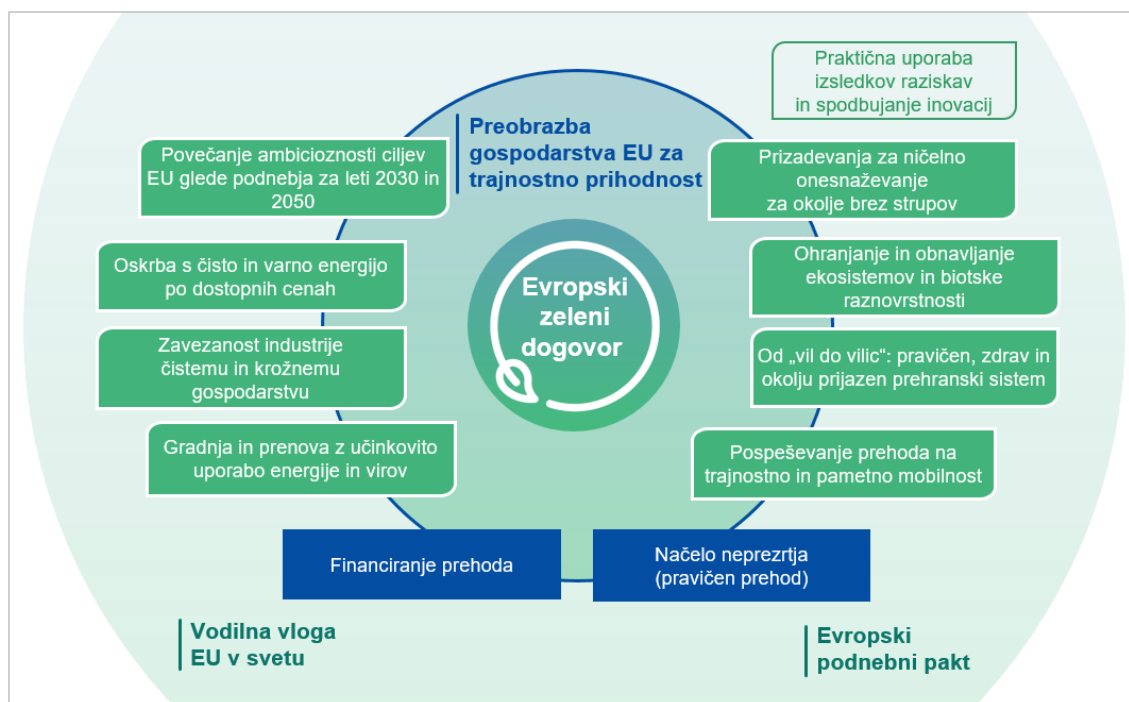 Praktična uporaba
izsledkov raziskav
in spodbujanje inovacij
Preobrazba
gospodarstva EU za
trajnostno prihodnost
Povečanje ambicioznosti ciljev
EU glede podnebja za leti 2030 in
2050
Prizadevanja za ničelno
onesnaževanje
za okolje brez strupov
Oskrba s čisto in varno energijo
po dostopnih cenah
Ohranjanje in obnavljanje
ekosistemov in biotske
raznovrstnosti
Evropski
zeleni
dogovor
Zavezanost industrije
čistemu in krožnemu
gospodarstvu
Od „vil do vilic“: pravičen, zdrav in
okolju prijazen prehranski sistem
Gradnja in prenova z učinkovito
uporabo energije in virov
Pospeševanje prehoda na
trajnostno in pametno mobilnost
Financiranje prehoda
Načelo neprezrtja
(pravičen prehod)
Vodilna vloga
EU v svetu
Evropski
podnebni pakt